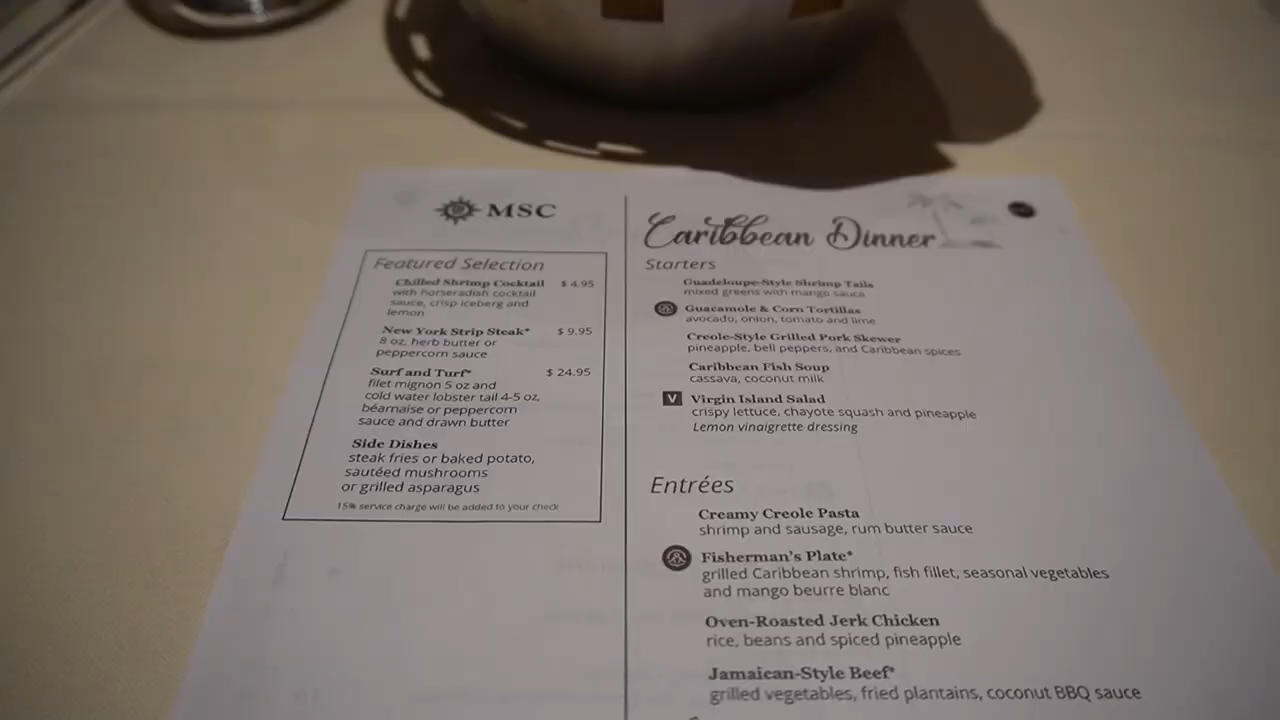 MSC
Featured Selection
Chilled Shrimp Cocktail $ 4.95
with horseradish cocktail
sauce, crisp iceberg and
lemon
New York Strip Steak* $ 9.95
8 oz, herb butter or
peppercorn sauce
Surf and Turf* $ 24.95
filet mignon 5 oz and
cold water lobster tail 4-5 oz,
béarnaise or peppercorn
sauce and drawn butter
Side Dishes
steak fries or baked potato,
sautéed mushrooms
or grilled asparagus
15% service charge will be added to your check
Caribbean Dinner
Starters
Guadeloupe-Style Shrimp Tails
mixed greens with mango sauce
Guacamole & Corn Tortillas
avocado, onion, tomato and lime
Creole-Style Grilled Pork Skewer
pineapple, bell peppers, and Caribbean spices
Caribbean Fish Soup
cassava, coconut milk
V Virgin Island Salad
crispy lettuce, chayote squash and pineapple
Lemon vinaigrette dressing
Entrées
Creamy Creole Pasta
shrimp and sausage, rum butter sauce
Fisherman's Plate*
grilled Caribbean shrimp, fish fillet, seasonal vegetables
and mango beurre blanc
Oven-Roasted Jerk Chicken
rice, beans and spiced pineapple
Jamaican-Style Beef*
grilled vegetables, fried plantains, coconut BBQ sauce